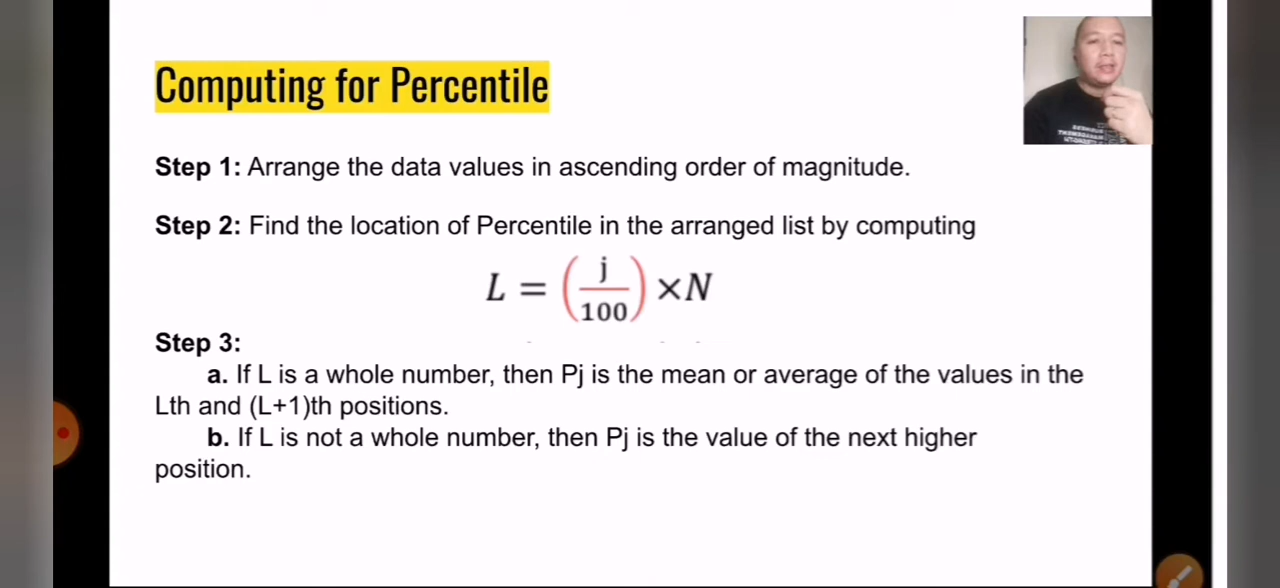 Computing for Percentile
Step 1: Arrange the data values in ascending order of magnitude.
Step 2: Find the location of Percentile in the arranged list by computing
L = (j/100) ×N
Step 3:
a. If L is a whole number, then Pj is the mean or average of the values in the
Lth and (L+1)th positions.
b. If L is not a whole number, then Pj is the value of the next higher
position.